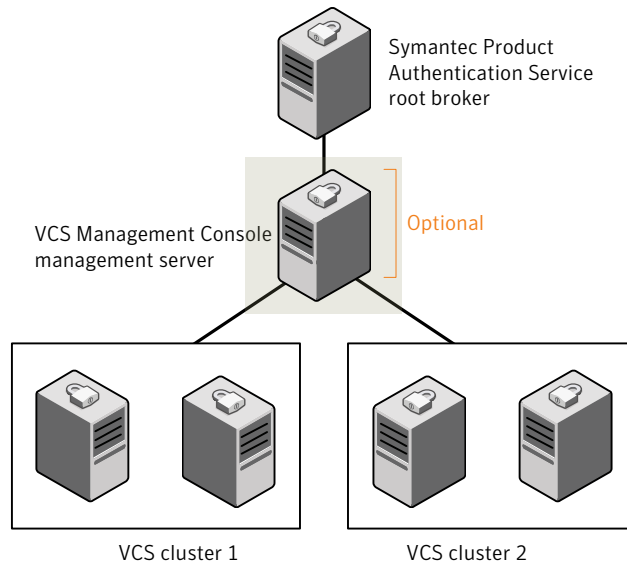 Symantec Product
Authentication Service
root broker
VCS Management Console
management server
Optional
VCS cluster 1
VCS cluster 2